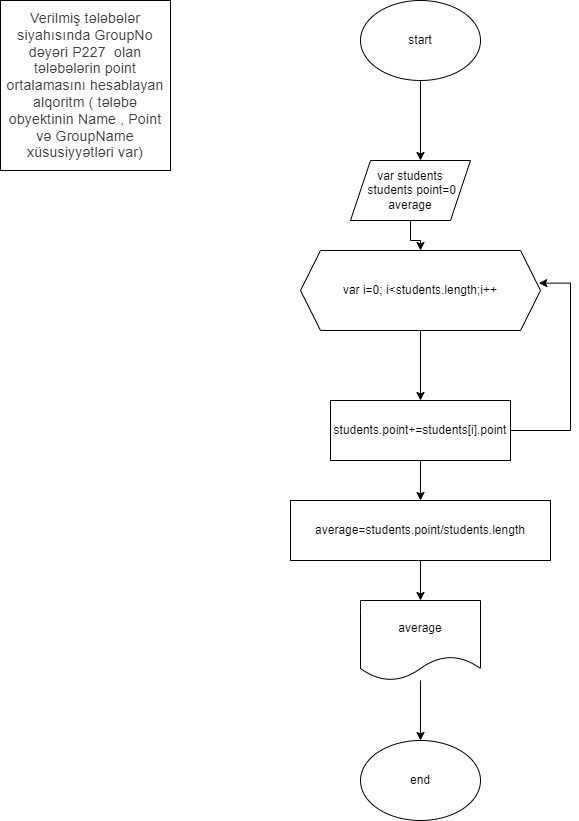 Verilmiş tələbələr
siyahısında GroupNo
dəyəri P227 olan
tələbələrin point
ortalamasını hesablayan
alqoritm ( tələbə
obyektinin Name , Point
və GroupName
xüsusiyyətləri var)
start
var students
students point=0
average
var i=0; i<students.length;i++
students.point+=students[i].point
average=students.point/students.length
average
end